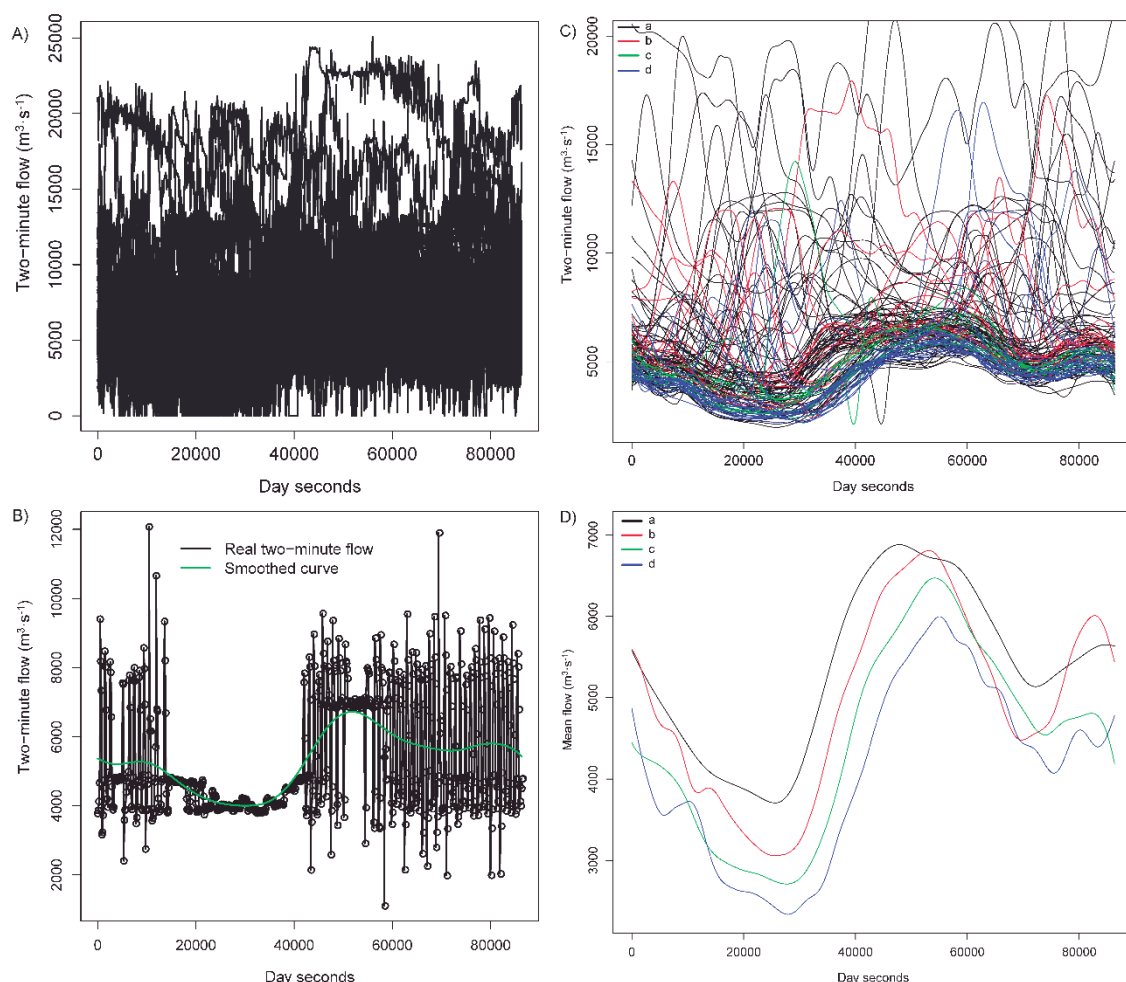 A)
Two−minute flow (m³·s⁻¹)
25000
20000
15000
10000
5000
0
0 20000 40000 60000 80000
Day seconds
B)
Two−minute flow (m³·s⁻¹)
12000
10000
8000
6000
4000
2000
Real two−minute flow
Smoothed curve
0 20000 40000 60000 80000
Day seconds
C)
Two−minute flow (m³·s⁻¹)
20000
15000
10000
5000
a
b
c
d
0 20000 40000 60000 80000
Day seconds
D)
Mean flow (m³·s⁻¹)
7000
6000
5000
4000
3000
a
b
c
d
0 20000 40000 60000 80000
Day seconds